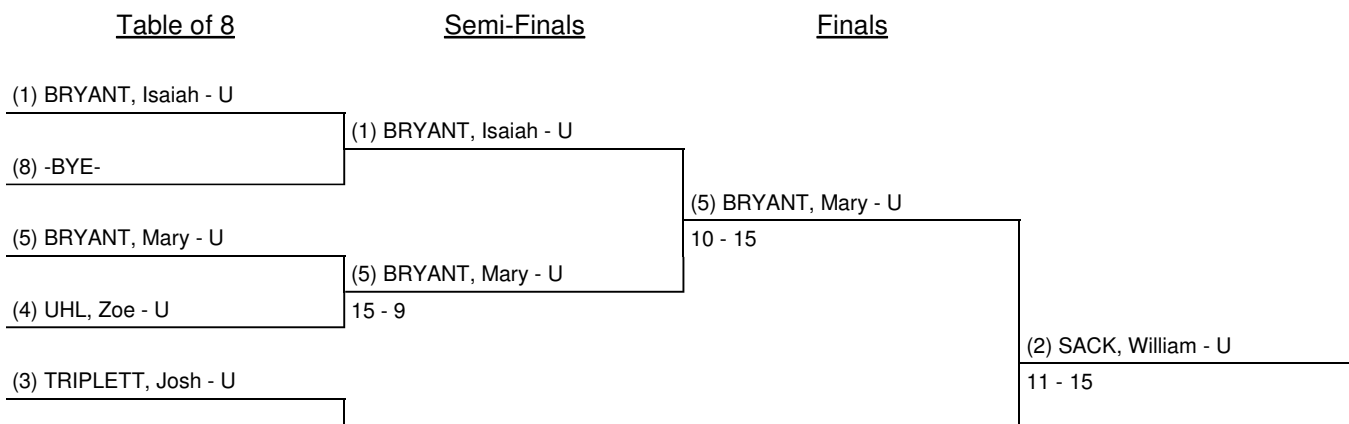 Table of 8 Semi-Finals Finals
(1) BRYANT, Isaiah - U
(1) BRYANT, Isaiah - U
(8) -BYE-
(5) BRYANT, Mary - U
(5) BRYANT, Mary - U
10 - 15
(5) BRYANT, Mary - U
(4) UHL, Zoe - U
15 - 9
(2) SACK, William - U
(3) TRIPLETT, Josh - U
11 - 15